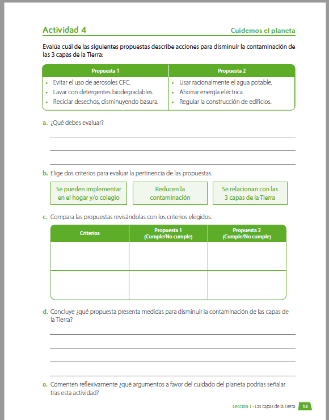 Actividad 4
Cuidemos el planeta
Evalúa cuál de las siguientes propuestas describe acciones para disminuir la contaminación de
las 3 capas de la Tierra:
Propuesta 1
Propuesta 2
• Evitar el uso de aerosoles CFC.
• Lavar con detergentes biodegradables.
• Reciclar desechos, disminuyendo basura.
• Usar racionalmente el agua potable.
• Ahorrar energía eléctrica.
• Regular la construcción de edificios.
a. ¿Qué debes evaluar?
b. Elige dos criterios para evaluar la pertinencia de las propuestas.
Se pueden implementar
en el hogar y/o colegio
Reducen la
contaminación
Se relacionan con las
3 capas de la Tierra
c. Compara las propuestas revisándolas con los criterios elegidos.
Criterios
Propuesta 1
(Cumple/No cumple)
Propuesta 2
(Cumple/No cumple)
d. Concluye ¿qué propuesta presenta medidas para disminuir la contaminación de las capas de
la Tierra?
e. Comenten reflexivamente ¿qué argumentos a favor del cuidado del planeta podrías señalar
tras esta actividad?
Lección 1 - Las capas de la Tierra